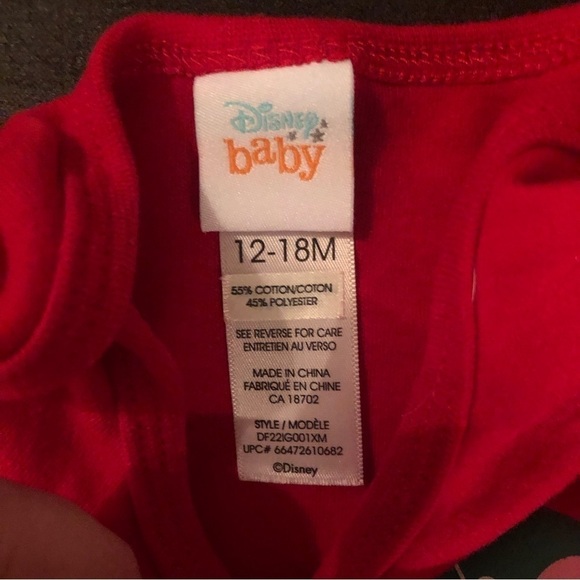 Disney
baby
12-18M
55% COTTON/COTON
45% POLYESTER
SEE REVERSE FOR CARE
ENTRETIEN AU VERSO
MADE IN CHINA
FABRIQUÉ EN CHINE
CA 18702
STYLE / MODÈLE
DF22IG001XM
UPC# 66472610682
©Disney